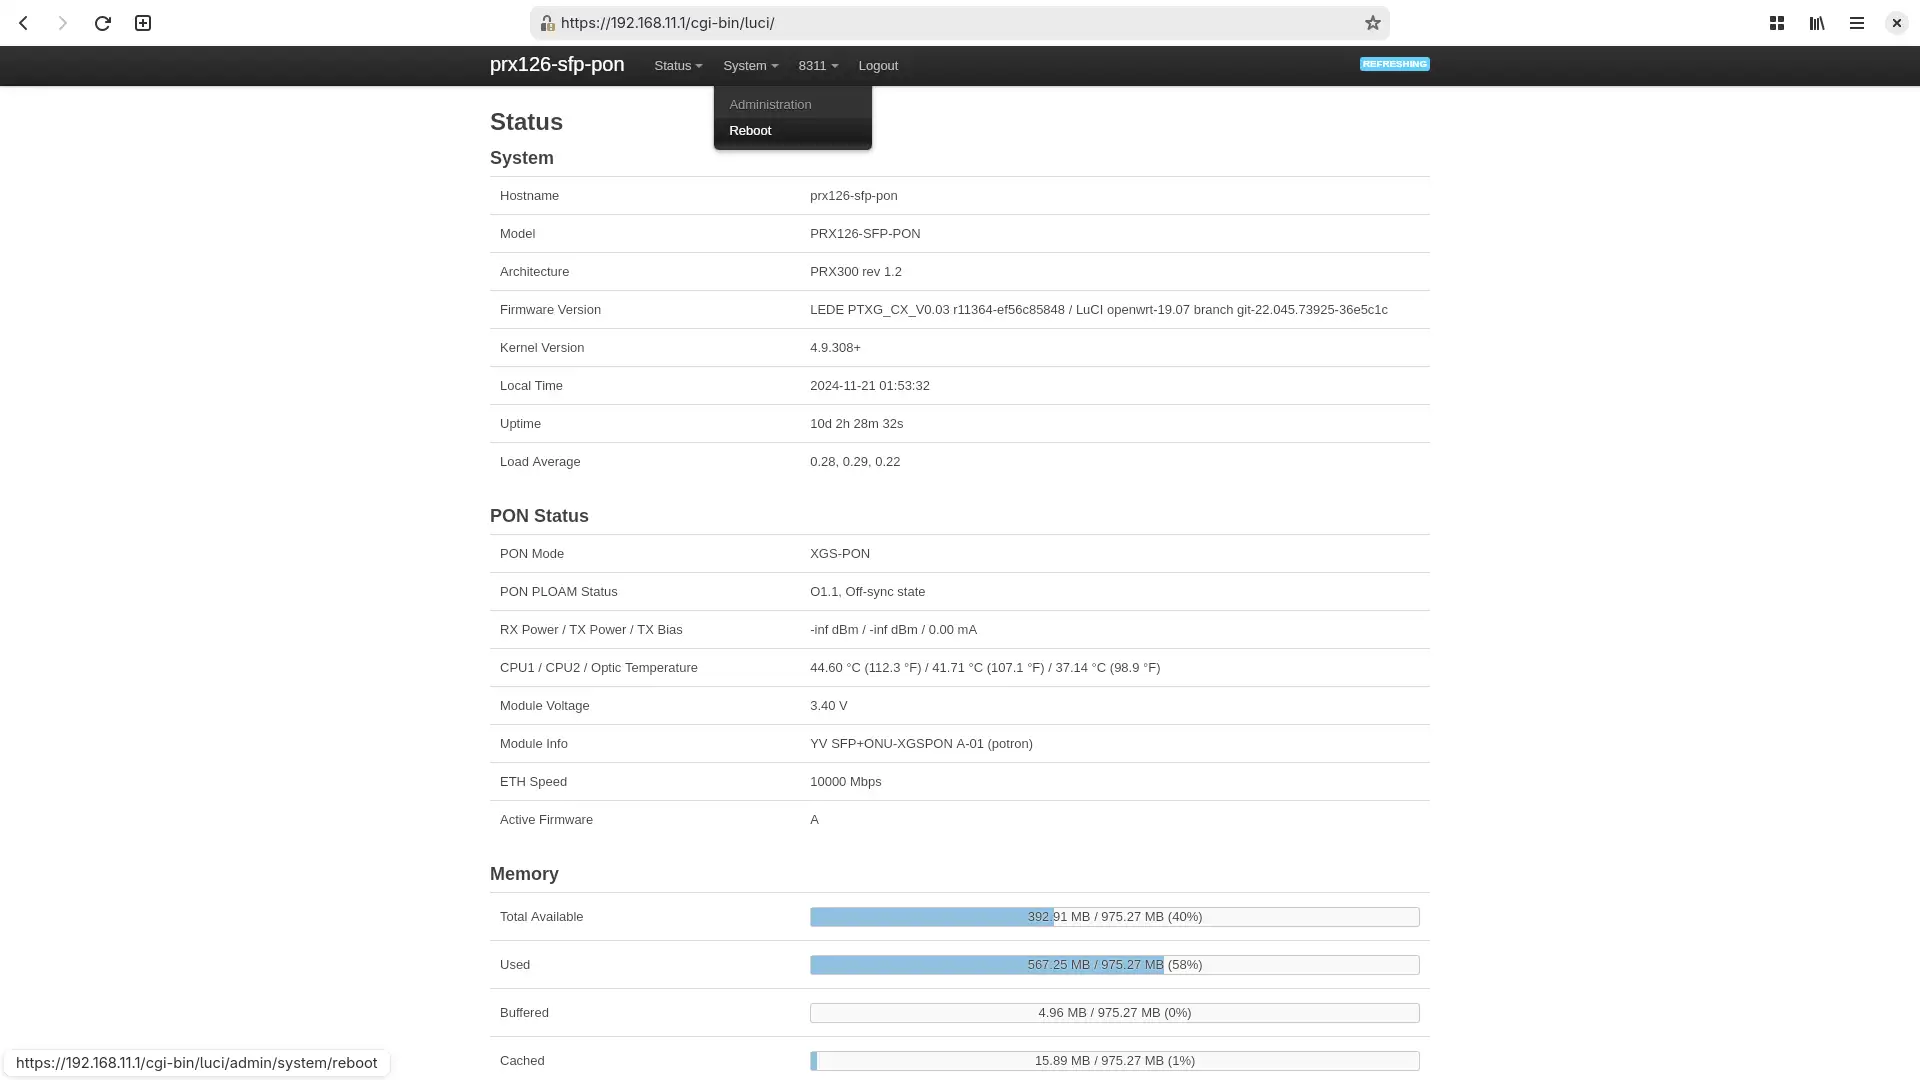 https://192.168.11.1/cgi-bin/luci/
prx126-sfp-pon Status System 8311 Logout REFRESHING
Administration
Reboot
Status
System
Hostname prx126-sfp-pon
Model PRX126-SFP-PON
Architecture PRX300 rev 1.2
Firmware Version LEDE PTXG_CX_V0.03 r11364-ef56c85848 / LuCI openwrt-19.07 branch git-22.045.73925-36e5c1c
Kernel Version 4.9.308+
Local Time 2024-11-21 01:53:32
Uptime 10d 2h 28m 32s
Load Average 0.28, 0.29, 0.22
PON Status
PON Mode XGS-PON
PON PLOAM Status O1.1, Off-sync state
RX Power / TX Power / TX Bias -inf dBm / -inf dBm / 0.00 mA
CPU1 / CPU2 / Optic Temperature 44.60 °C (112.3 °F) / 41.71 °C (107.1 °F) / 37.14 °C (98.9 °F)
Module Voltage 3.40 V
Module Info YV SFP+ONU-XGSPON A-01 (potron)
ETH Speed 10000 Mbps
Active Firmware A
Memory
Total Available 392.91 MB / 975.27 MB (40%)
Used 567.25 MB / 975.27 MB (58%)
Buffered 4.96 MB / 975.27 MB (0%)
Cached 15.89 MB / 975.27 MB (1%)
https://192.168.11.1/cgi-bin/luci/admin/system/reboot